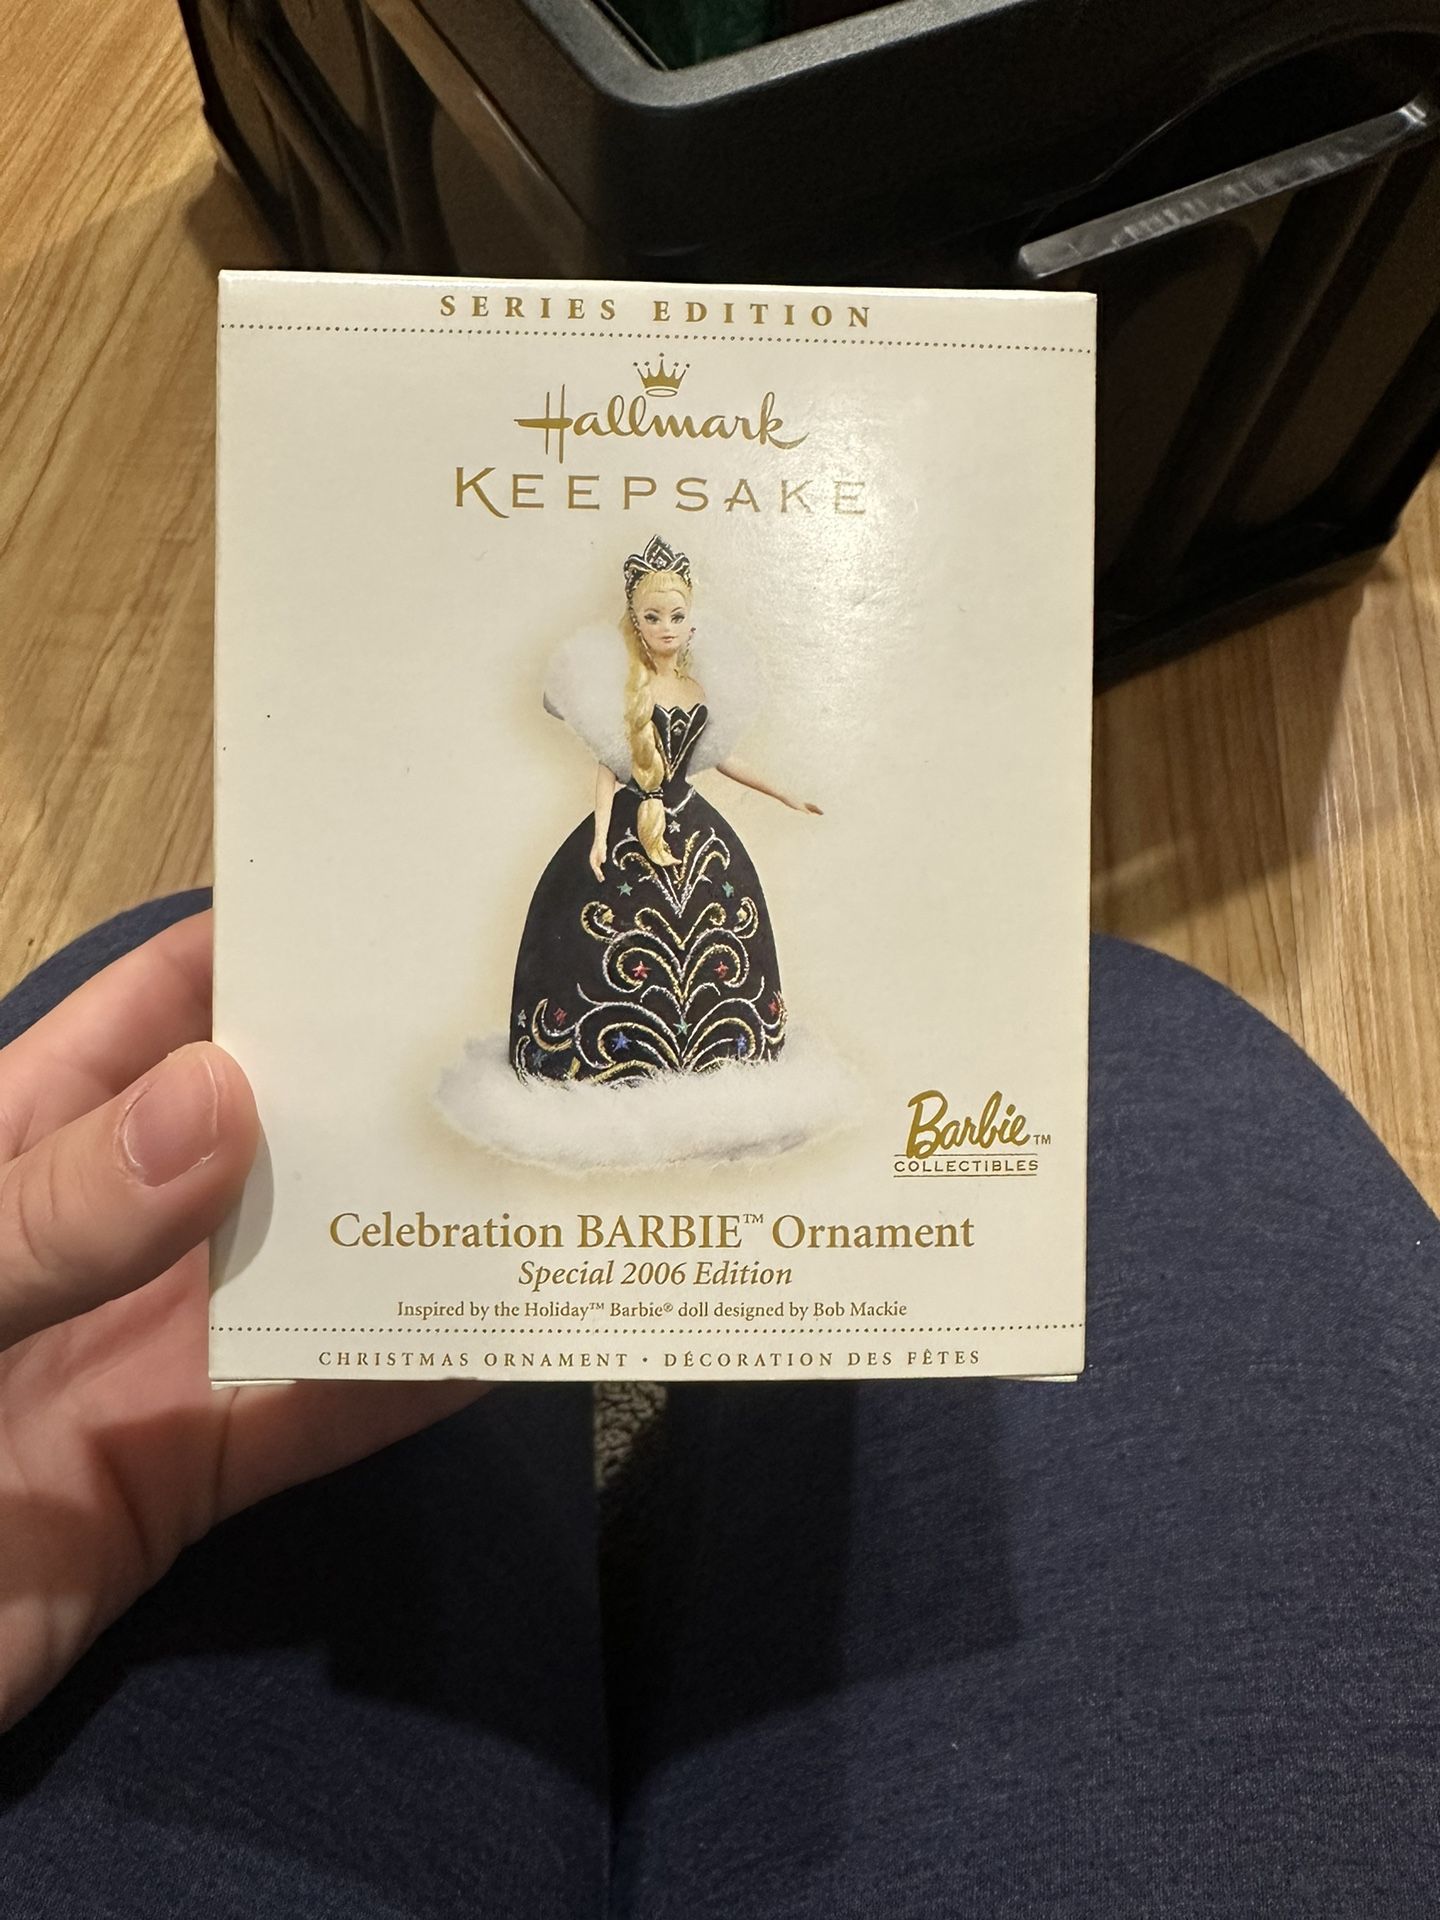 SERIES EDITION
Hallmark
KEEPSAKE
Barbie™
COLLECTIBLES
Celebration BARBIE™ Ornament
Special 2006 Edition
Inspired by the Holiday™ Barbie® doll designed by Bob Mackie
CHRISTMAS ORNAMENT • DÉCORATION DES FÊTES